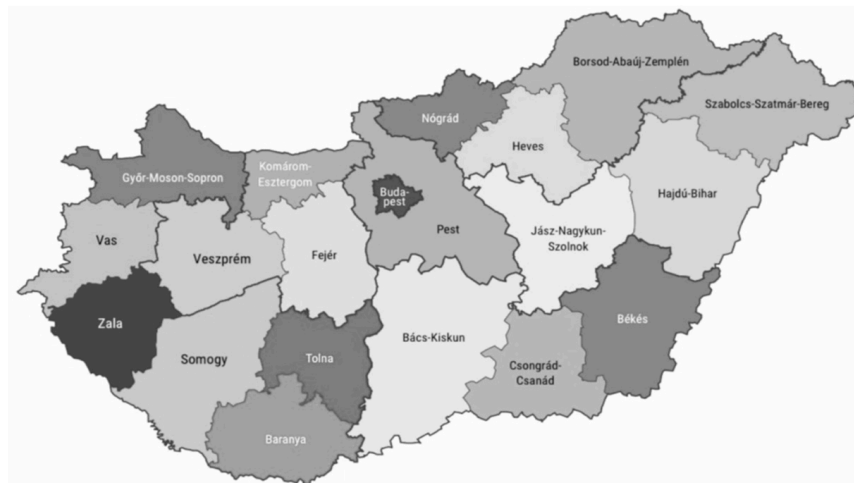 Borsod-Abaúj-Zemplén
Szabolcs-Szatmár-Bereg
Nógrád
Heves
Győr-Moson-Sopron
Komárom-
Esztergom
Hajdú-Bihar
Buda-
pest
Pest
Jász-Nagykun-
Szolnok
Vas
Veszprém
Fejér
Zala
Somogy
Tolna
Bács-Kiskun
Békés
Csongrád-
Csanád
Baranya